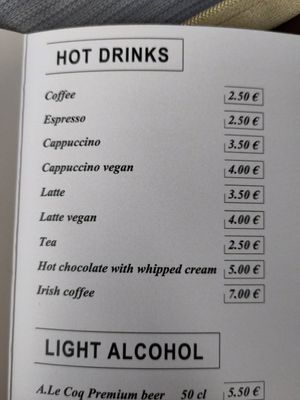 HOT DRINKS
Coffee 2.50 €
Espresso 2.50 €
Cappuccino 3.50 €
Cappuccino vegan 4.00 €
Latte 3.50 €
Latte vegan 4.00 €
Tea 2.50 €
Hot chocolate with whipped cream 5.00 €
Irish coffee 7.00 €
LIGHT ALCOHOL
A.Le Coq Premium beer 50 cl 5.50 €